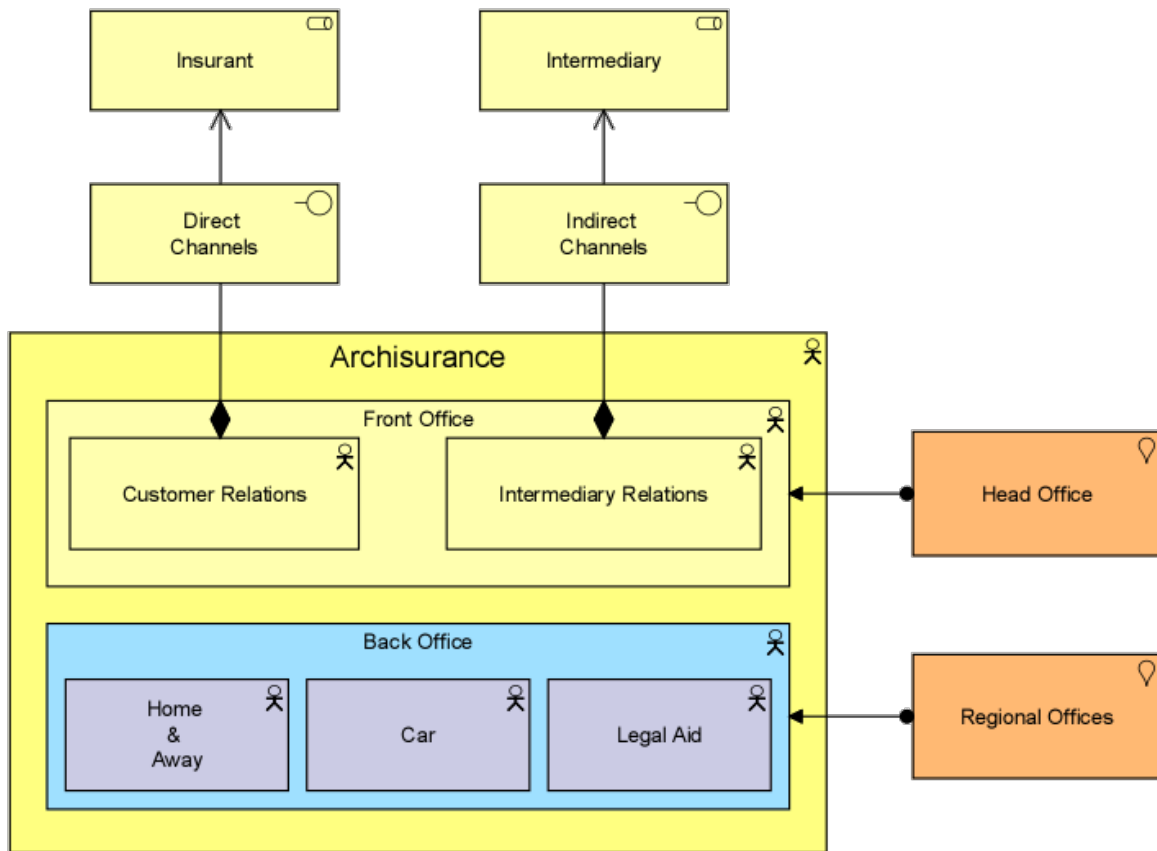 Insurant
Intermediary
Direct
Channels
Indirect
Channels
Archisurance
Front Office
Customer Relations
Intermediary Relations
Head Office
Back Office
Home
&
Away
Car
Legal Aid
Regional Offices